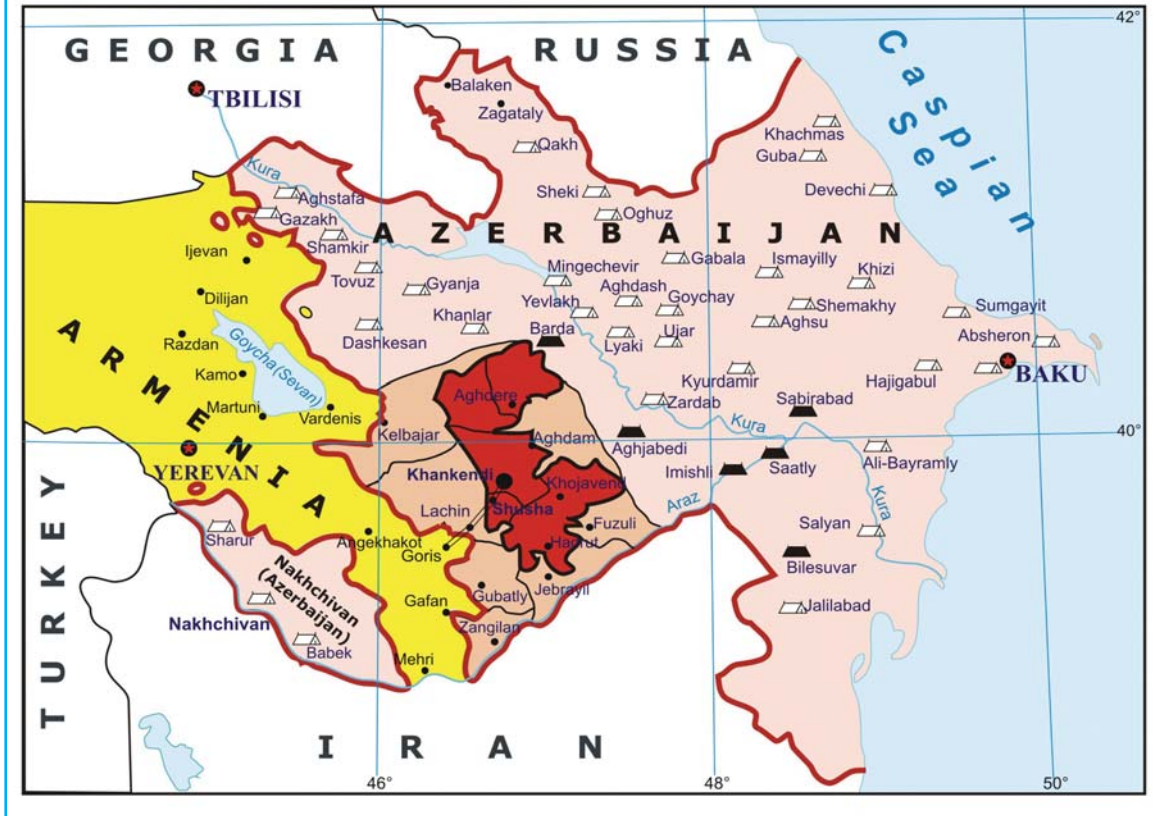 GEORGIA
RUSSIA
42°
TBILISI
Caspian
Sea
Balaken
Zagataly
Qakh
Khachmas
Guba
Kura
Sheki
Devechi
Aghstafa
Oghuz
Gazakh
Shamkir
AZERBAIJAN
Ijevan
Tovuz
Gyanja
Mingechevir
Gabala
Ismayilly
Khizi
Dilijan
Yevlakh
Aghdash
Goychay
Shemakhy
Sumgayit
Khanlar
Barda
Aghsu
Absheron
Dashkesan
Lyaki
Ujar
ARMENIA
Razdan
Goycha (Sevan)
Kamo
Kyurdamir
Hajigabul
BAKU
Martuni
Vardenis
Aghdere
Zardab
Sabirabad
Kelbajar
Aghdam
Kura
40°
Aghjabedi
YEREVAN
Khankendi
Imishli
Saatly
Ali-Bayramly
Khojavend
TURKEY
Lachin
Shusha
Araz
Kura
Fuzuli
Salyan
Sharur
Angekhakot
Goris
Hadrut
Bilesuvar
Nakhchivan
(Azerbaijan)
Gafan
Gubatly
Jebrayil
Jalilabad
Nakhchivan
Babek
Zangilan
Mehri
IRAN
46°
48°
50°